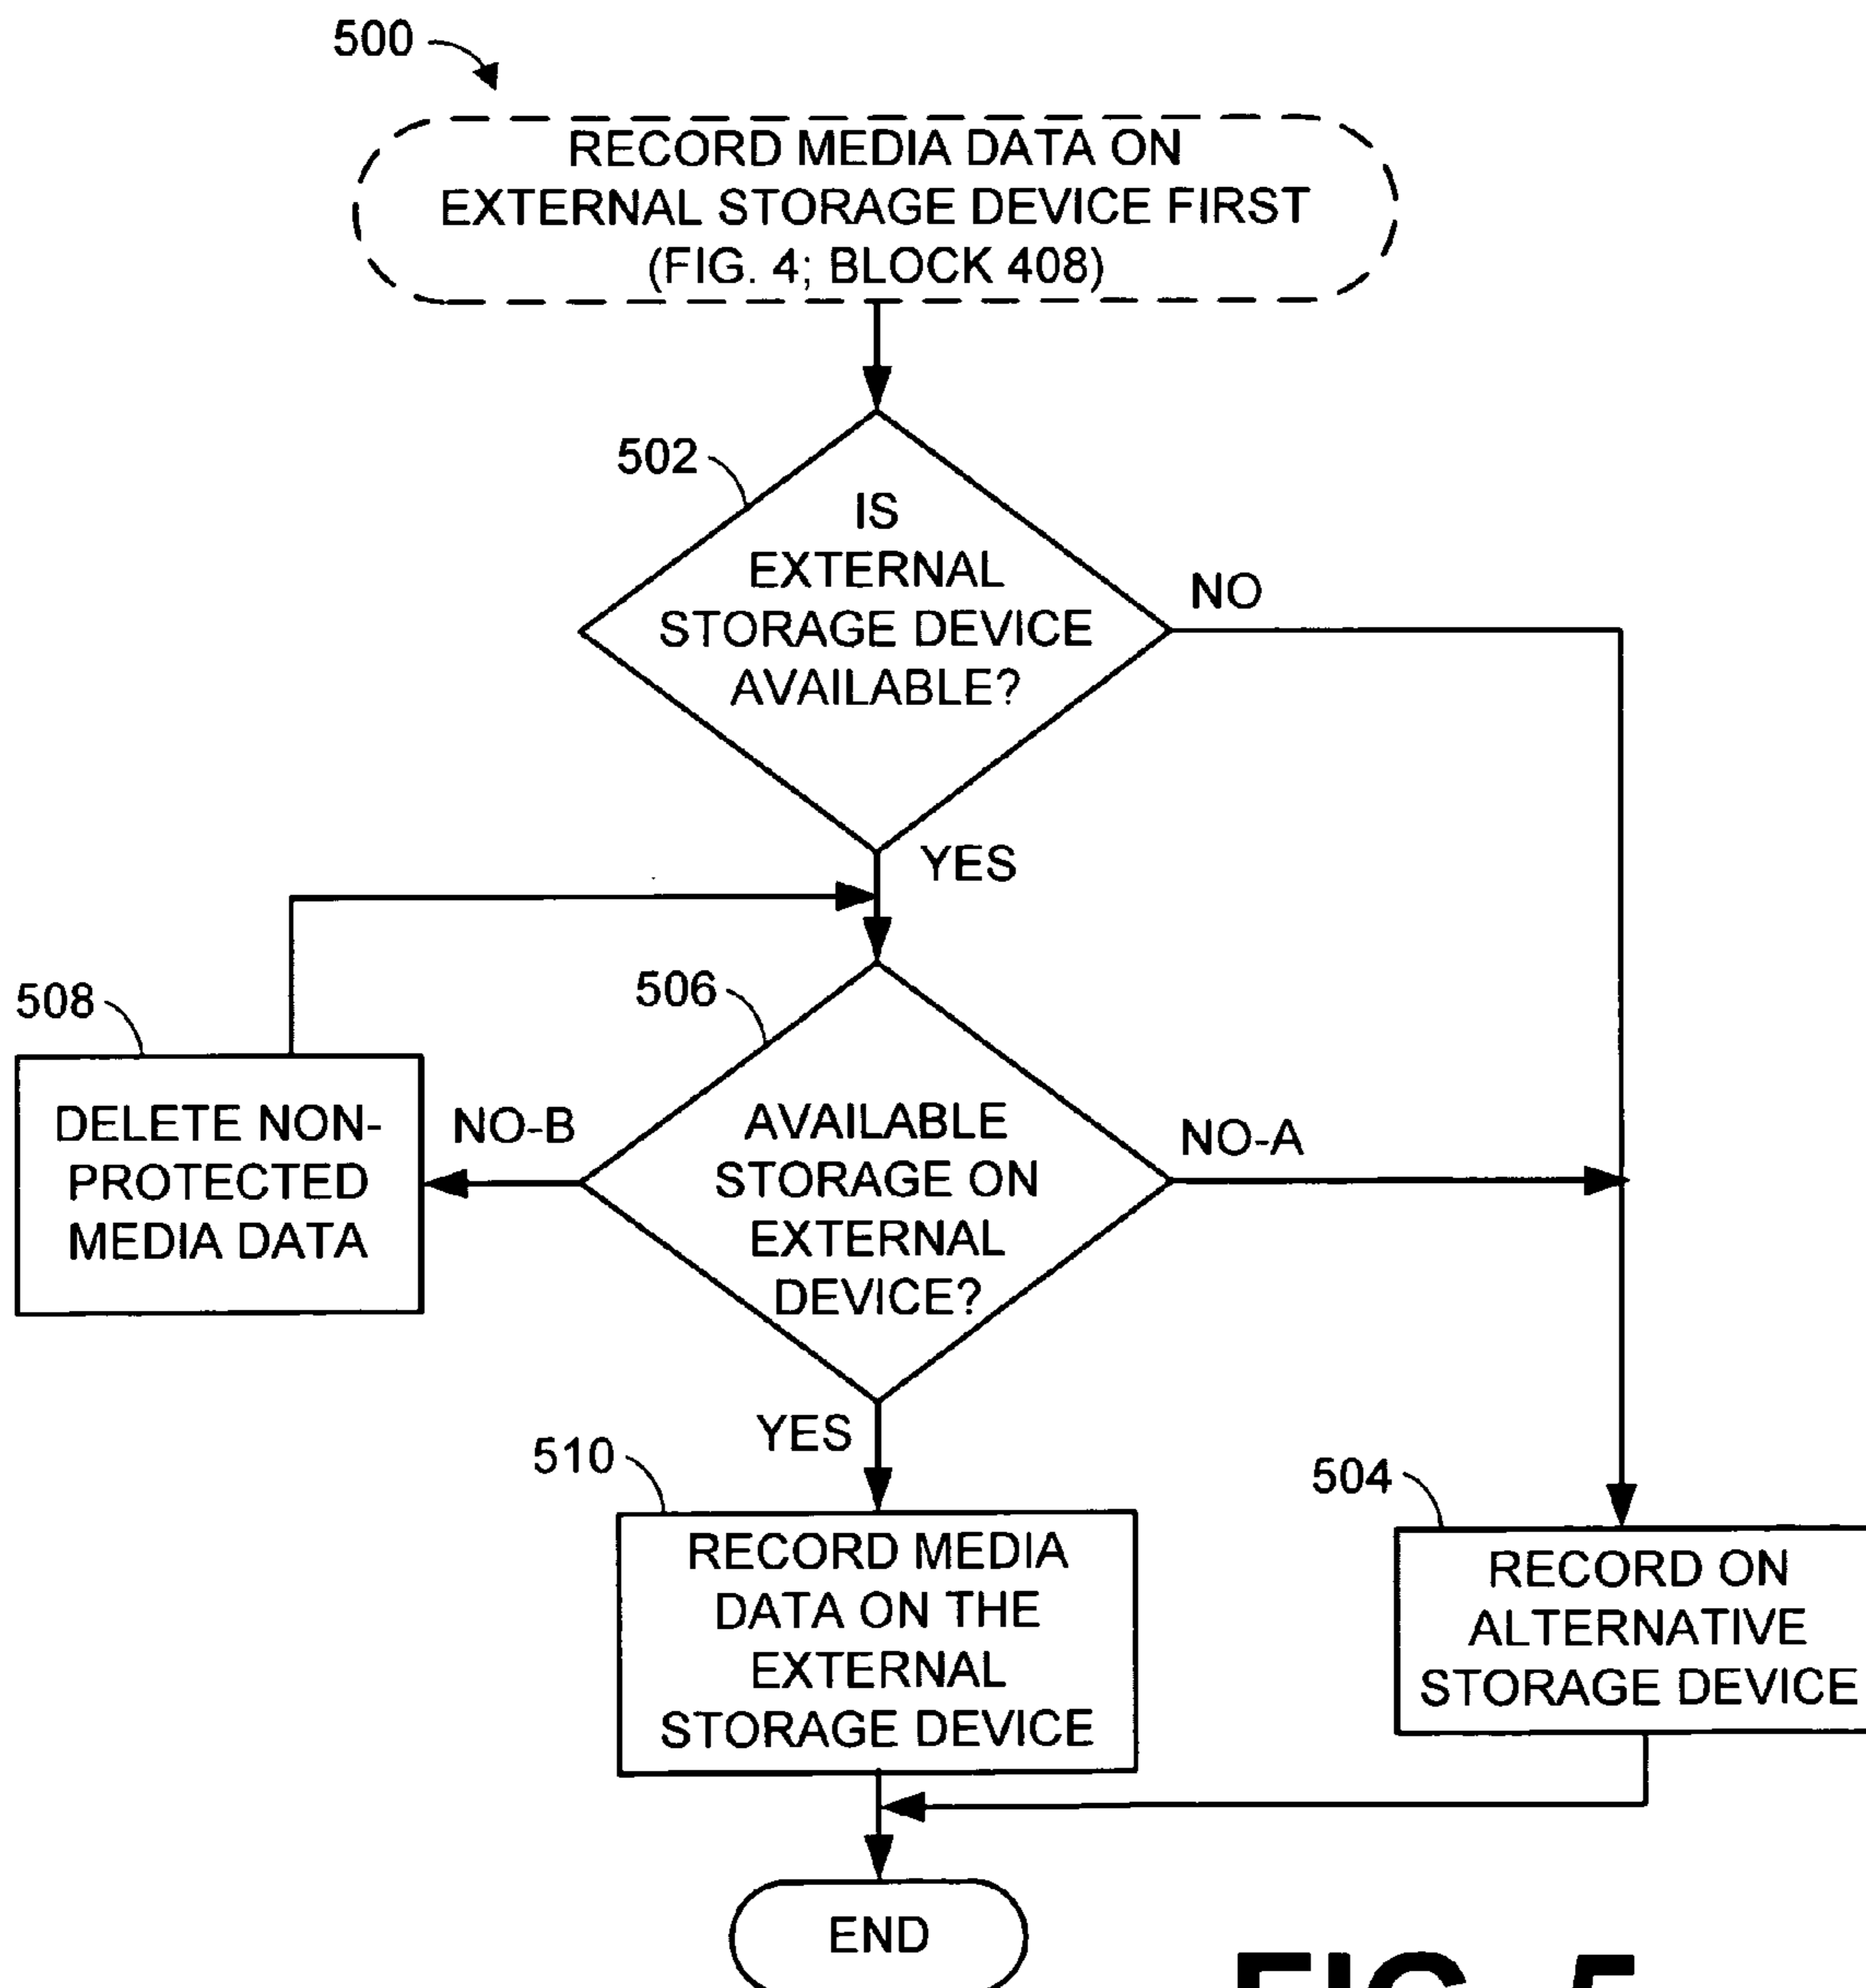 500
RECORD MEDIA DATA ON
EXTERNAL STORAGE DEVICE FIRST
(FIG. 4; BLOCK 408)
502
IS
EXTERNAL
STORAGE DEVICE
AVAILABLE?
NO
YES
506
508
DELETE NON-
PROTECTED
MEDIA DATA
NO-B
AVAILABLE
STORAGE ON
EXTERNAL
DEVICE?
NO-A
YES
510
RECORD MEDIA
DATA ON THE
EXTERNAL
STORAGE DEVICE
504
RECORD ON
ALTERNATIVE
STORAGE DEVICE
END
FIG. 5